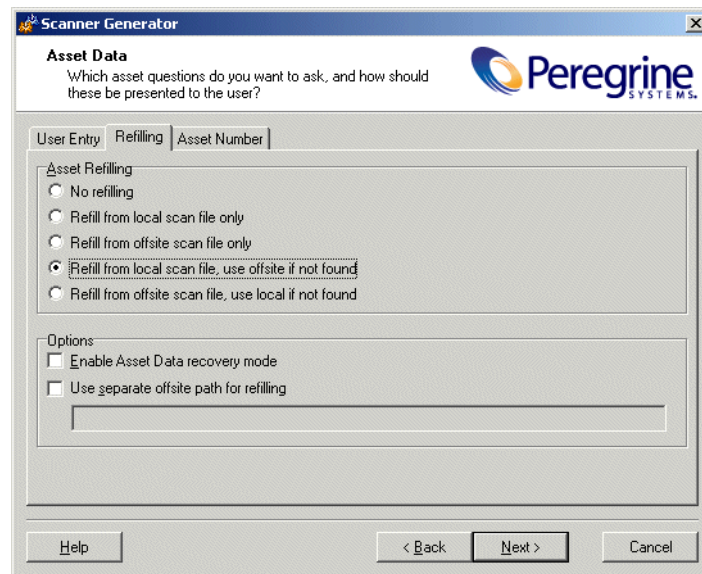 Scanner Generator
Asset Data
Which asset questions do you want to ask, and how should
these be presented to the user?
Peregrine
SYSTEMS.
User Entry
Refilling
Asset Number
Asset Refilling
No refilling
Refill from local scan file only
Refill from offsite scan file only
Refill from local scan file, use offsite if not found
Refill from offsite scan file, use local if not found
Options
Enable Asset Data recovery mode
Use separate offsite path for refilling
Help
< Back
Next >
Cancel